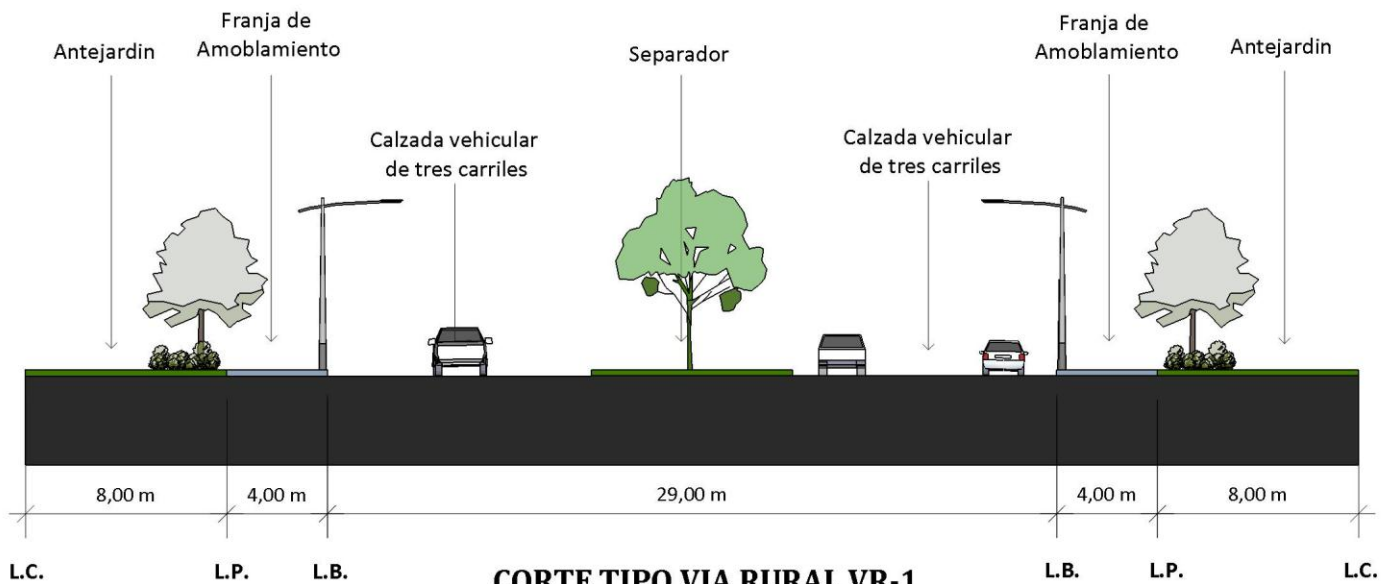 Antejardin
Franja de
Amoblamiento
Separador
Franja de
Amoblamiento
Antejardin
Calzada vehicular
de tres carriles
Calzada vehicular
de tres carriles
8,00 m
4,00 m
29,00 m
4,00 m
8,00 m
L.C.
L.P.
L.B.
CORTE TIPO VIA RURAL VR-1
L.B.
L.P.
L.C.